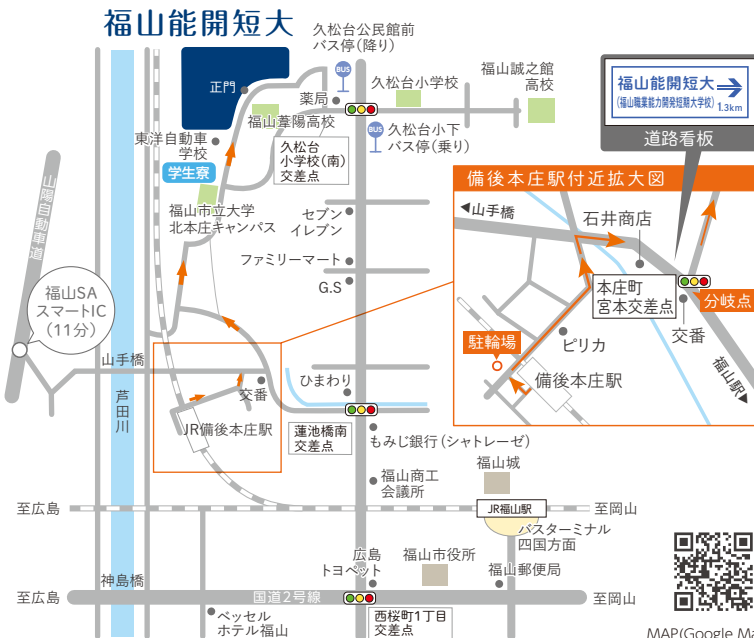 福山能開短大
久松台公民館前
バス停(降り)
BUS
正門
薬局
久松台小学校
福山誠之館
高校
福山葦陽高校
BUS
久松台小下
バス停(乗り)
東洋自動車
学校
学生寮
久松台
小学校(南)
交差点
福山市立大学
北本庄キャンパス
セブン
イレブン
ファミリーマート
G.S
山陽自動車道
福山SA
スマートIC
(11分)
山手橋
芦田川
交番
JR備後本庄駅
ひまわり
蓮池橋南
交差点
もみじ銀行(シャトレーゼ)
福山商工
会議所
福山城
至広島
JR福山駅
至岡山
バスターミナル
四国方面
神島橋
広島
トヨペット
福山市役所
福山郵便局
至広島
国道2号線
至岡山
ベッセル
ホテル福山
西桜町1丁目
交差点
福山能開短大
(福山職業能力開発短期大学校)
1.3km
道路看板
備後本庄駅付近拡大図
◀山手橋
石井商店
本庄町
宮本交差点
分岐点
交番
ピリカ
駐輪場
備後本庄駅
福山駅▶
MAP(Google Ma